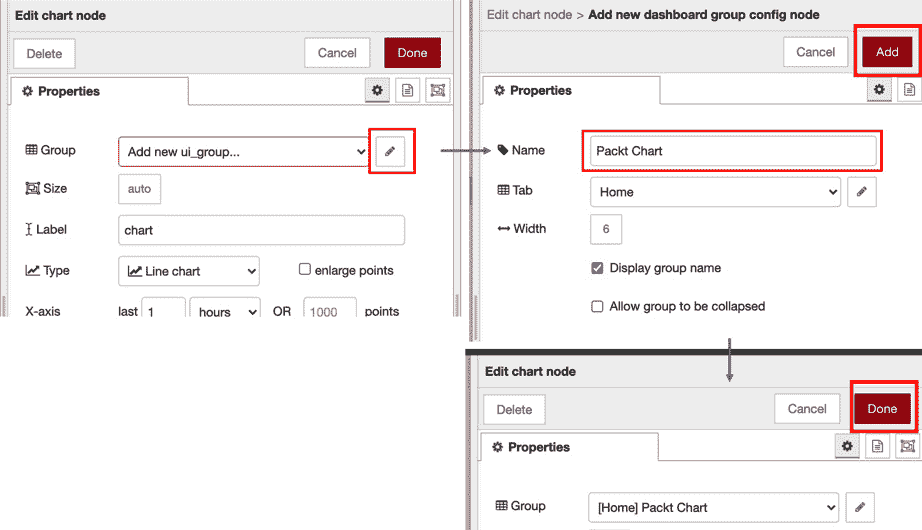 Edit chart node
Delete
Cancel
Done
Properties
Group
Add new ui_group...
Size
auto
Label
chart
Type
Line chart
enlarge points
X-axis
last
1
hours
OR
1000
points
Edit chart node > Add new dashboard group config node
Cancel
Add
Properties
Name
Packt Chart
Tab
Home
Width
6
Display group name
Allow group to be collapsed
Edit chart node
Delete
Cancel
Done
Properties
Group
[Home] Packt Chart